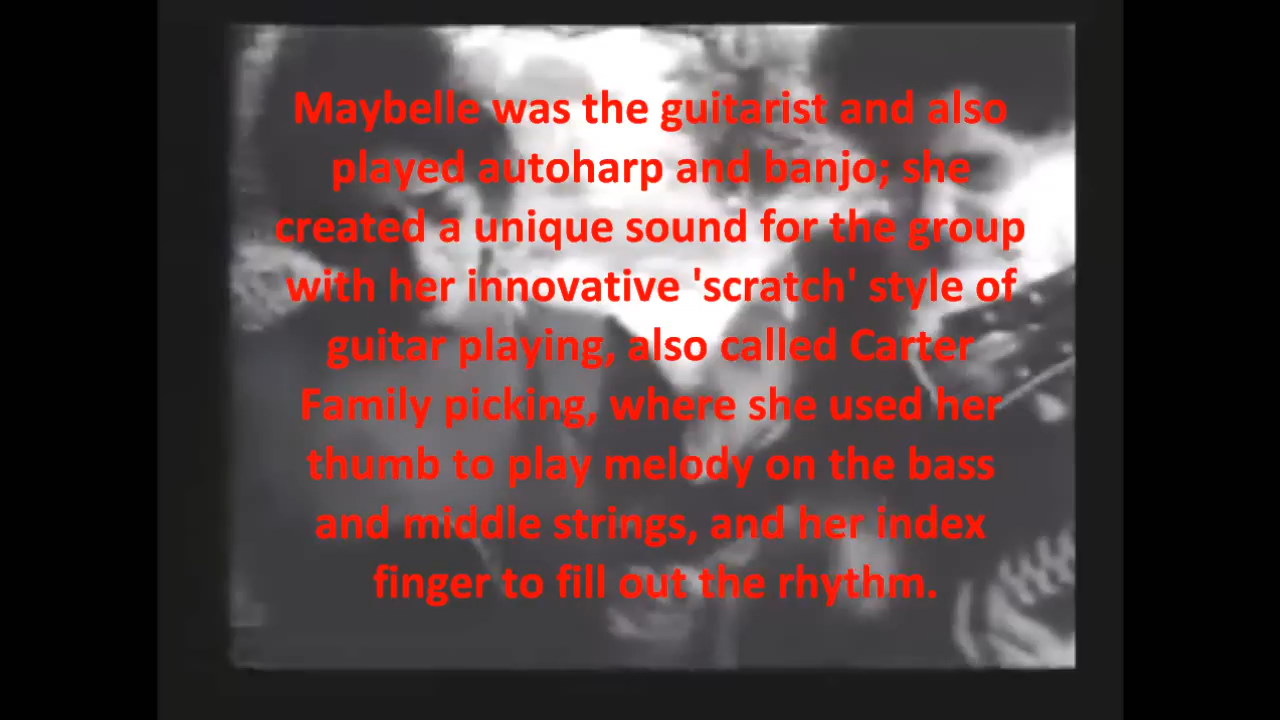 Maybelle was the guitarist and also
played autoharp and banjo; she
created a unique sound for the group
with her innovative 'scratch' style of
guitar playing, also called Carter
Family picking, where she used her
thumb to play melody on the bass
and middle strings, and her index
finger to fill out the rhythm.